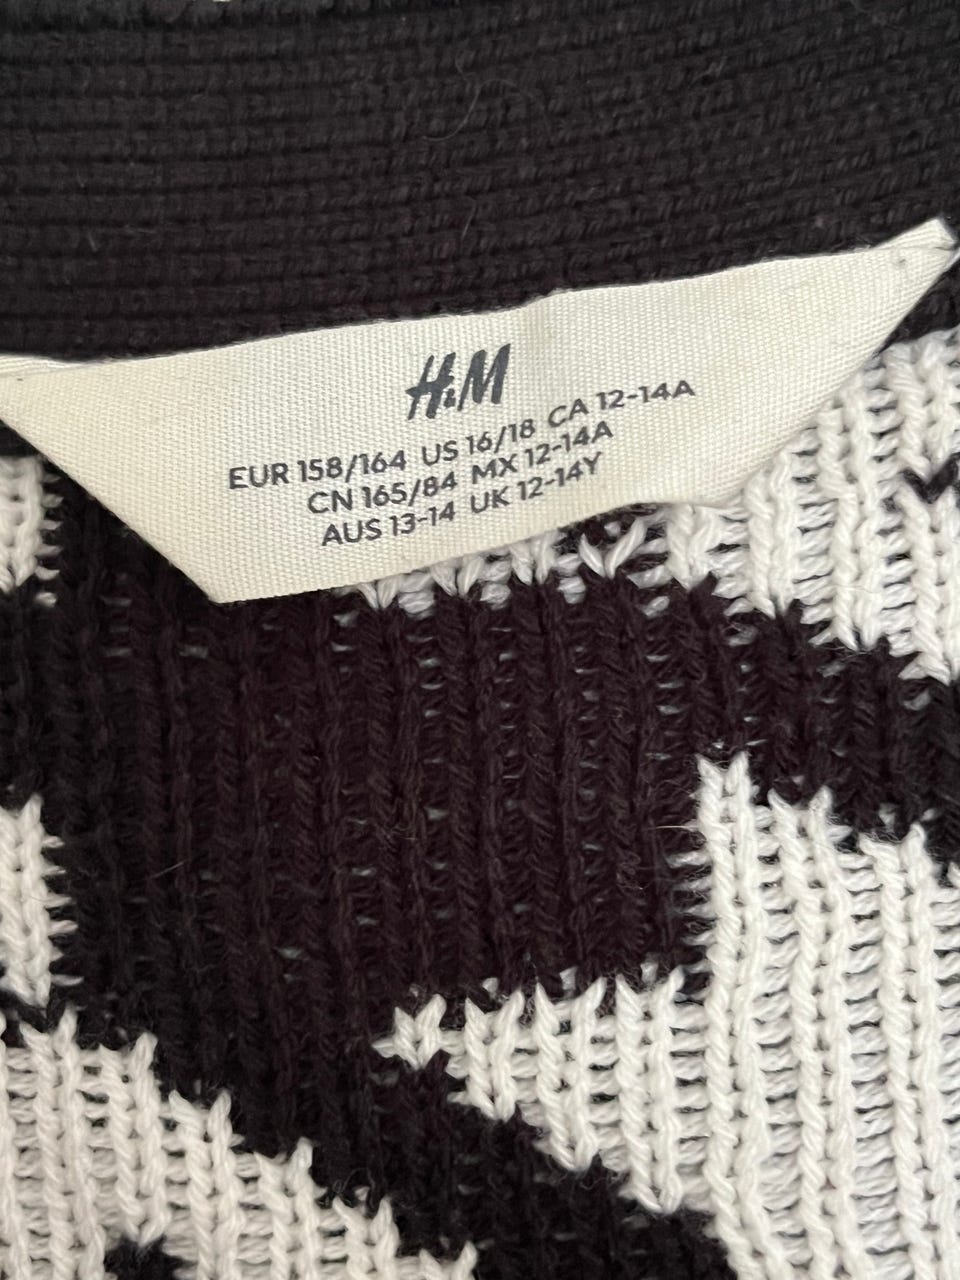 H&M
EUR 158/164 US 16/18 CA 12-14A
CN 165/84 MX 12-14A
AUS 13-14 UK 12-14Y